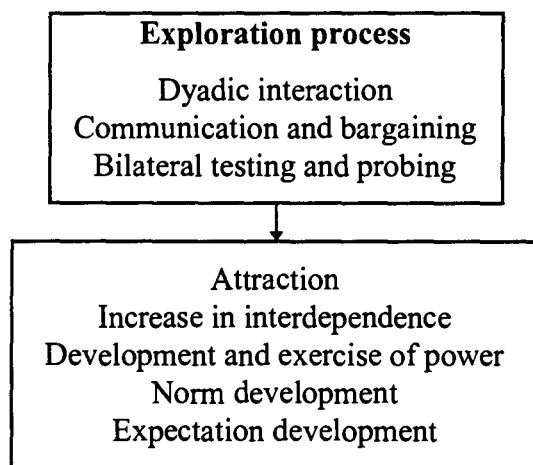 Exploration process
Dyadic interaction
Communication and bargaining
Bilateral testing and probing
Attraction
Increase in interdependence
Development and exercise of power
Norm development
Expectation development